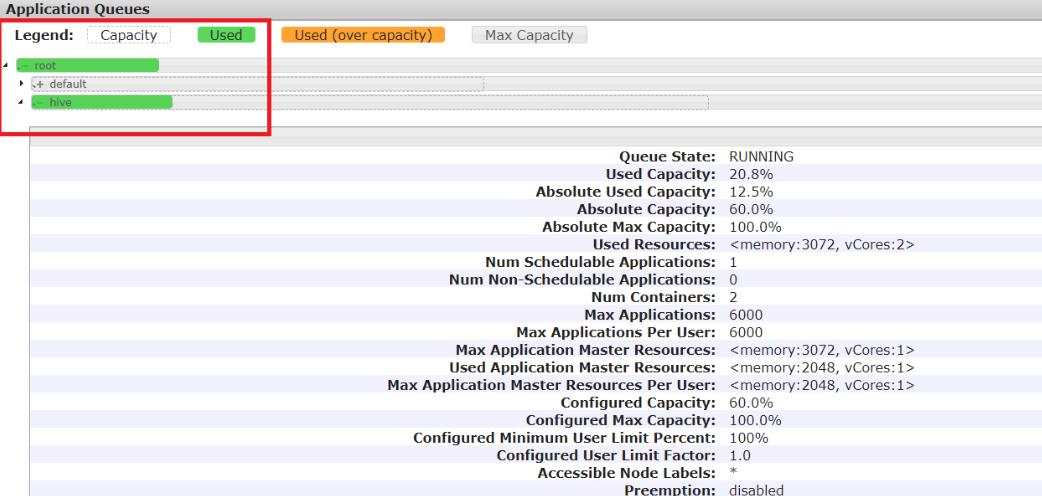 Application Queues
Legend: Capacity Used Used (over capacity) Max Capacity
- root
+ default
- hive
Queue State: RUNNING
Used Capacity: 20.8%
Absolute Used Capacity: 12.5%
Absolute Capacity: 60.0%
Absolute Max Capacity: 100.0%
Used Resources: <memory:3072, vCores:2>
Num Schedulable Applications: 1
Num Non-Schedulable Applications: 0
Num Containers: 2
Max Applications: 6000
Max Applications Per User: 6000
Max Application Master Resources: <memory:3072, vCores:1>
Used Application Master Resources: <memory:2048, vCores:1>
Max Application Master Resources Per User: <memory:2048, vCores:1>
Configured Capacity: 60.0%
Configured Max Capacity: 100.0%
Configured Minimum User Limit Percent: 100%
Configured User Limit Factor: 1.0
Accessible Node Labels: *
Preemption: disabled